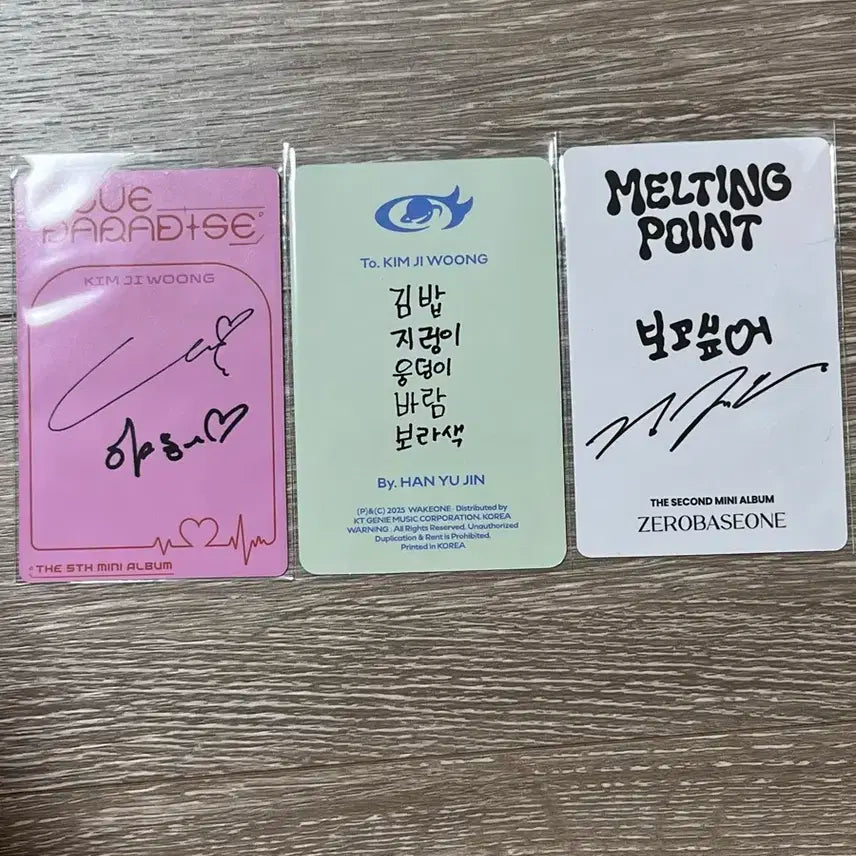 BLUE
PARADISE
KIM JI WOONG
THE 5TH MINI ALBUM
To. KIM JI WOONG
김밥
지렁이
웅덩이
바람
보라색
By. HAN YU JIN
(P)&(C) 2025 WAKEONE. Distributed by
KT GENIE MUSIC CORPORATION. KOREA
WARNING : All Rights Reserved. Unauthorized
Duplication & Rent is Prohibited.
Printed in KOREA
MELTING
POINT
보고싶어
THE SECOND MINI ALBUM
ZEROBASEONE